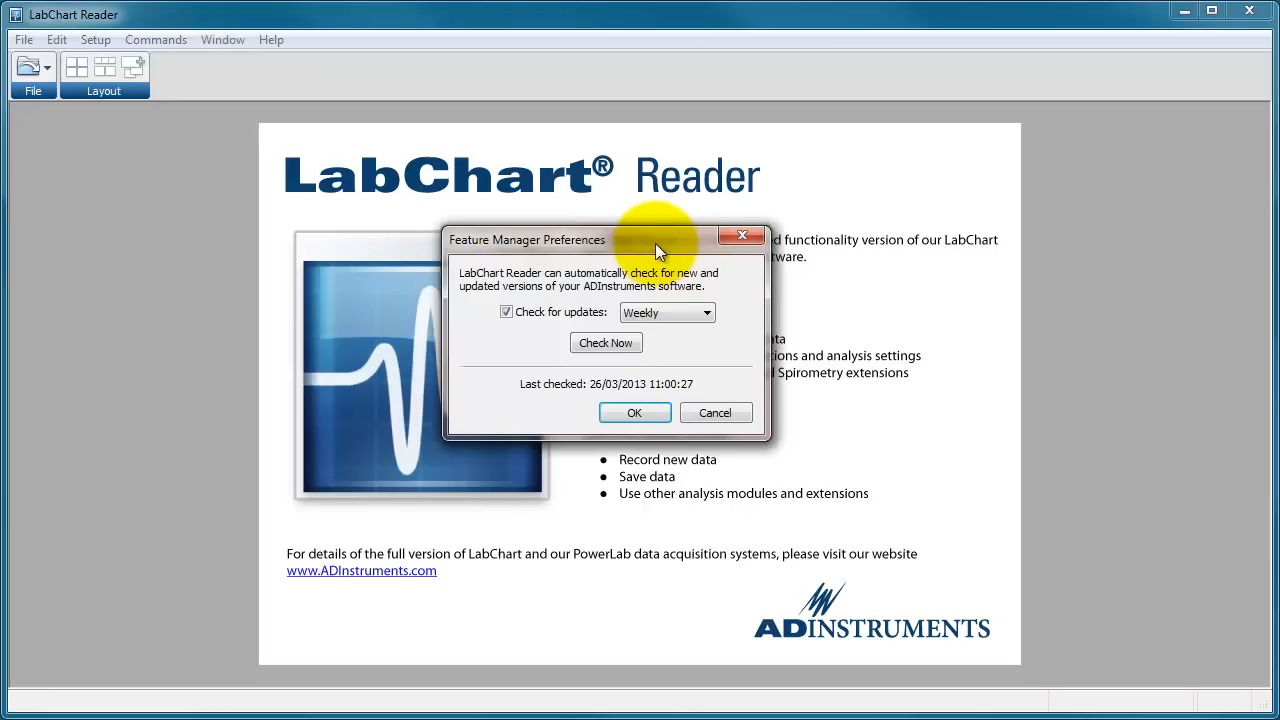 LabChart Reader
File Edit Setup Commands Window Help
File Layout
LabChart® Reader
Feature Manager Preferences
d functionality version of our LabChart
tware.
LabChart Reader can automatically check for new and
updated versions of your ADInstruments software.
Check for updates: Weekly
Check Now
ata
tions and analysis settings
d Spirometry extensions
Last checked: 26/03/2013 11:00:27
OK Cancel
● Record new data
● Save data
● Use other analysis modules and extensions
For details of the full version of LabChart and our PowerLab data acquisition systems, please visit our website
www.ADInstruments.com
ADINSTRUMENTS